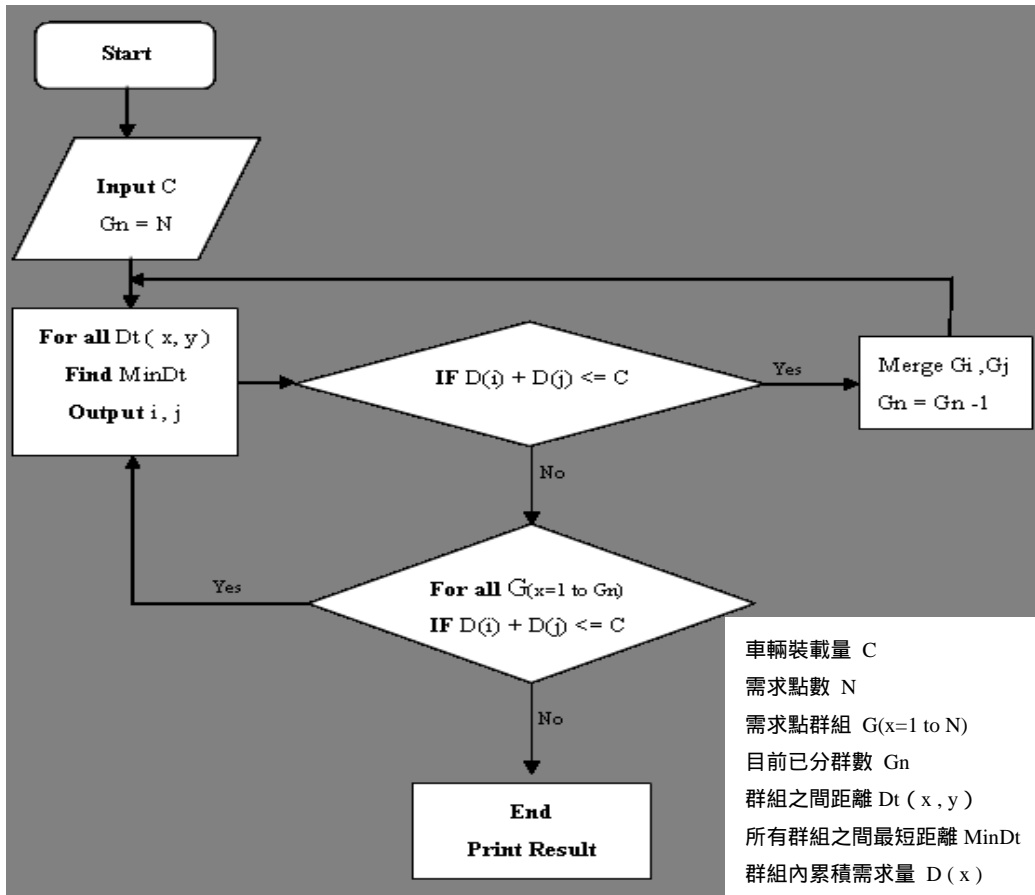 Start
Input C
Gn = N
For all Dt ( x, y )
Find MinDt
Output i, j
IF D(i) + D(j) <= C
Yes
Merge Gi ,Gj
Gn = Gn -1
No
Yes
For all G(x=1 to Gn)
IF D(i) + D(j) <= C
No
End
Print Result
車輛裝載量 C
需求點數 N
需求點群組 G(x=1 to N)
目前已分群數 Gn
群組之間距離 Dt ( x , y )
所有群組之間最短距離 MinDt
群組內累積需求量 D ( x )